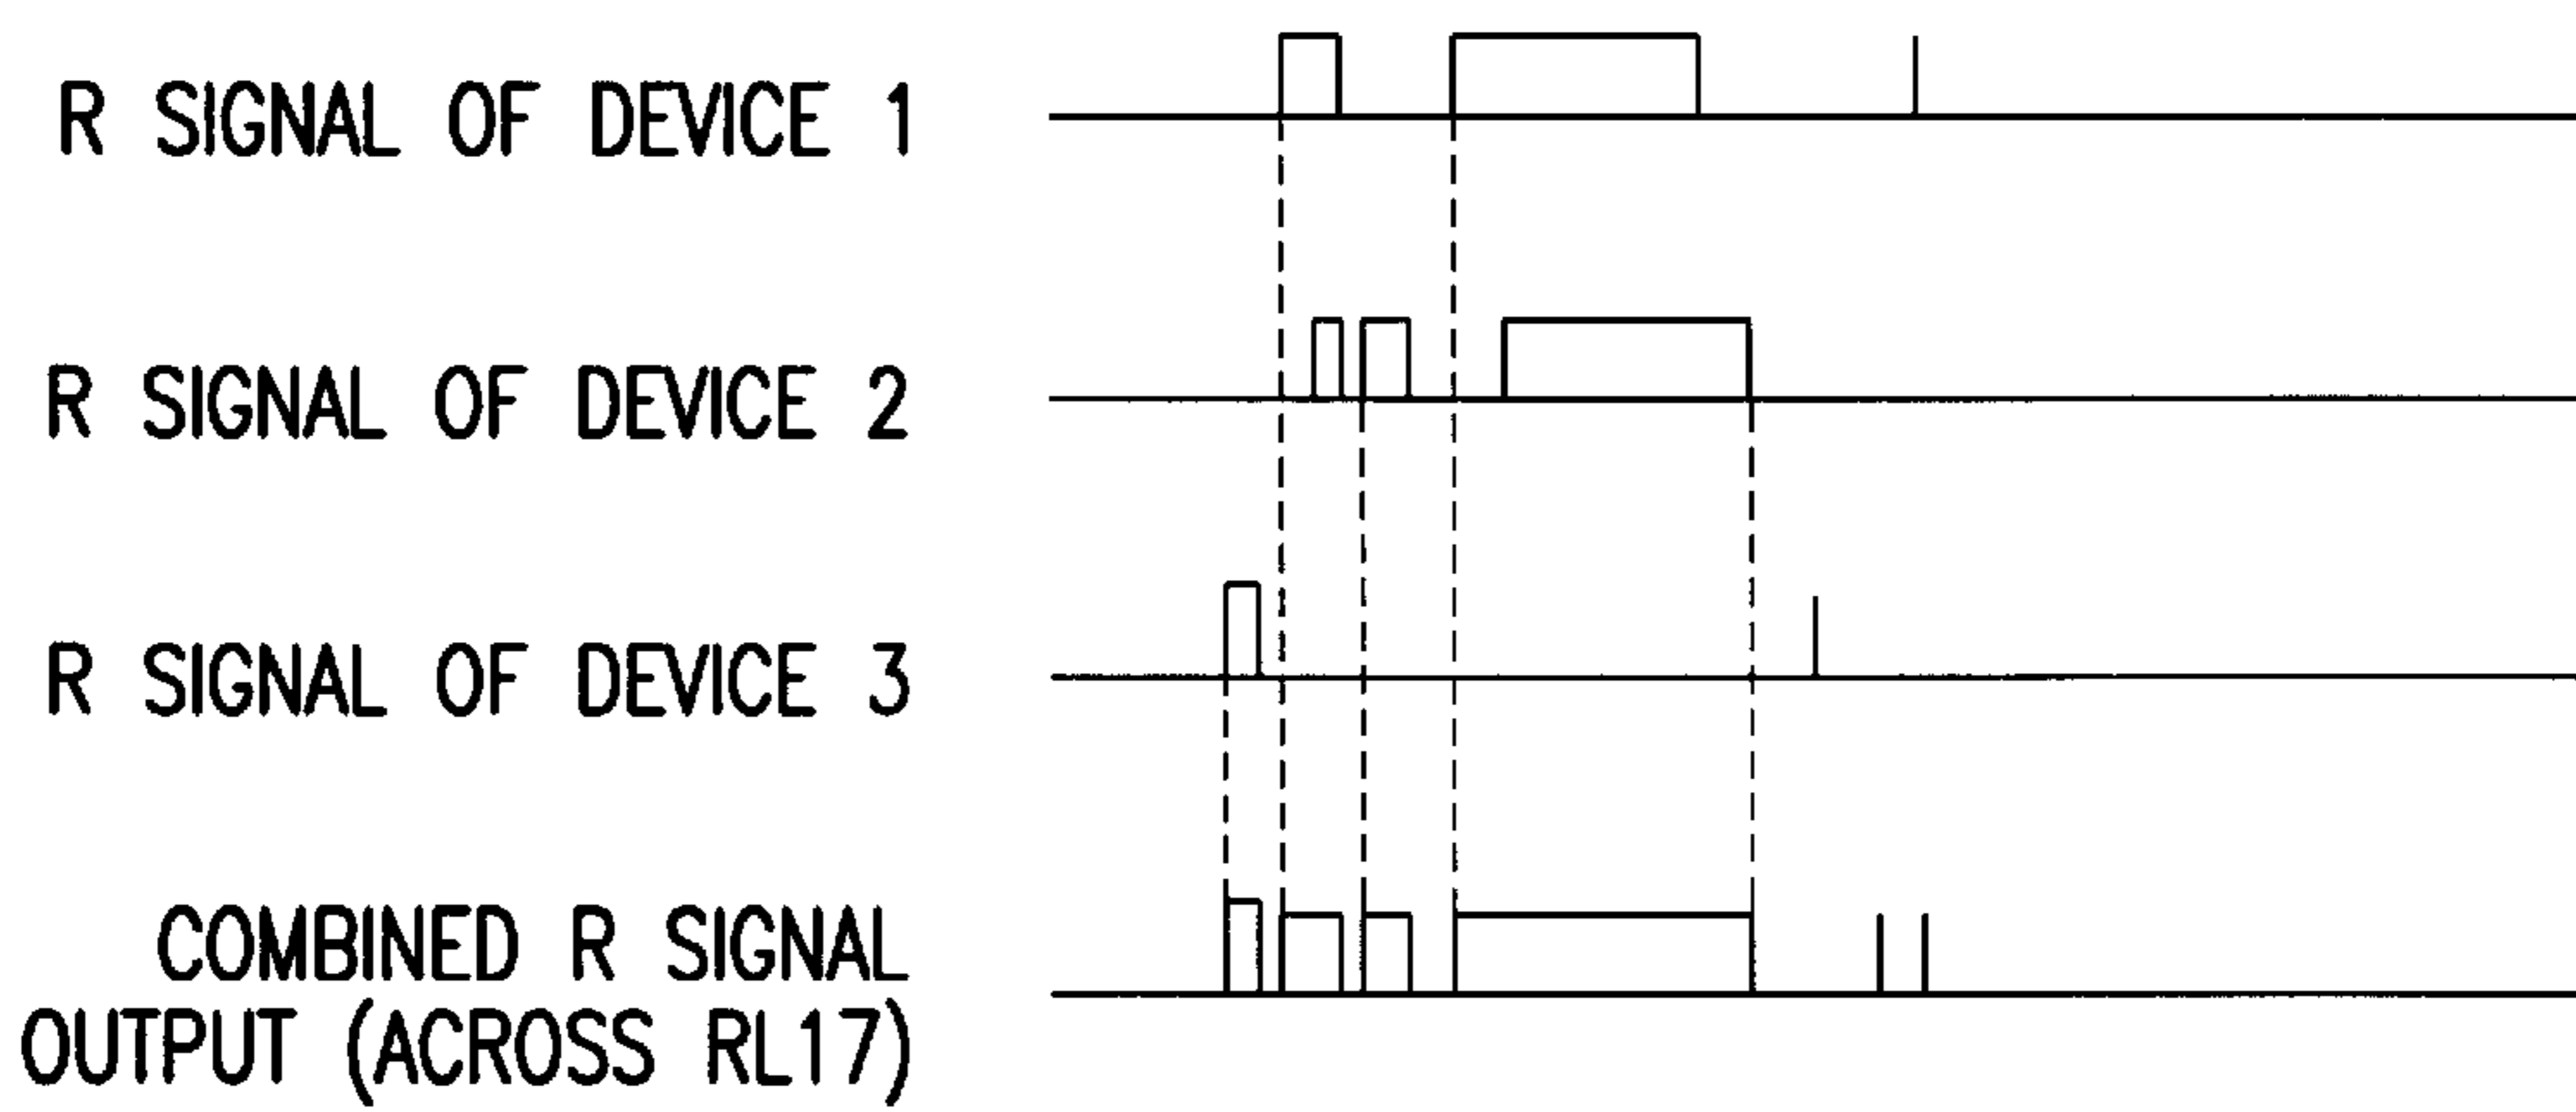 R SIGNAL OF DEVICE 1
R SIGNAL OF DEVICE 2
R SIGNAL OF DEVICE 3
COMBINED R SIGNAL
OUTPUT (ACROSS RL17)